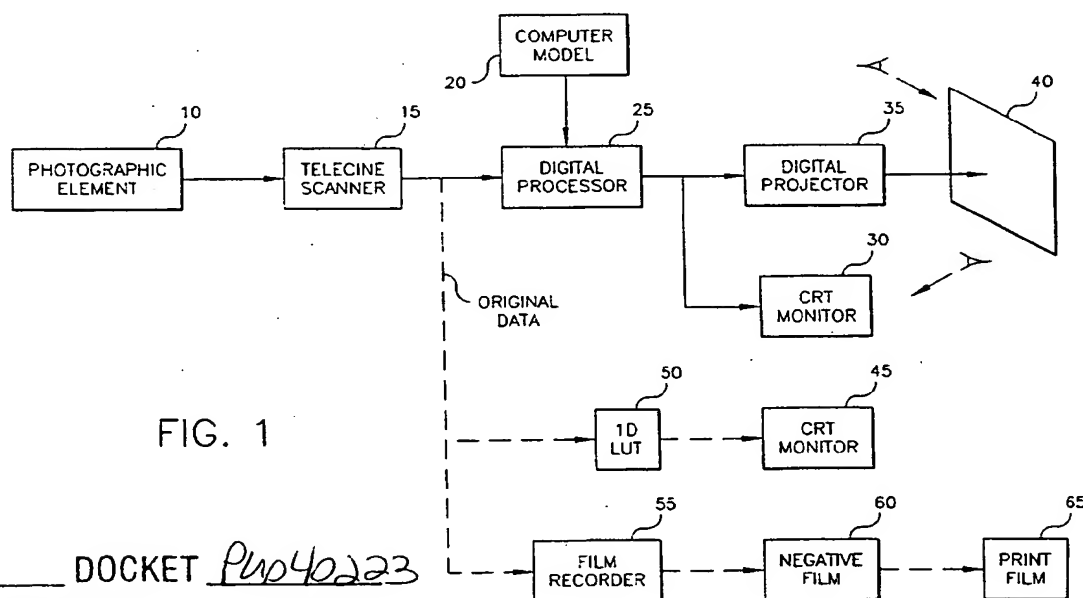 COMPUTER
MODEL
20
10
15
25
35
40
PHOTOGRAPHIC
ELEMENT
TELECINE
SCANNER
DIGITAL
PROCESSOR
DIGITAL
PROJECTOR
30
CRT
MONITOR
ORIGINAL
DATA
50
45
1D
LUT
CRT
MONITOR
FIG. 1
55
60
65
FILM
RECORDER
NEGATIVE
FILM
PRINT
FILM
DOCKET 40223